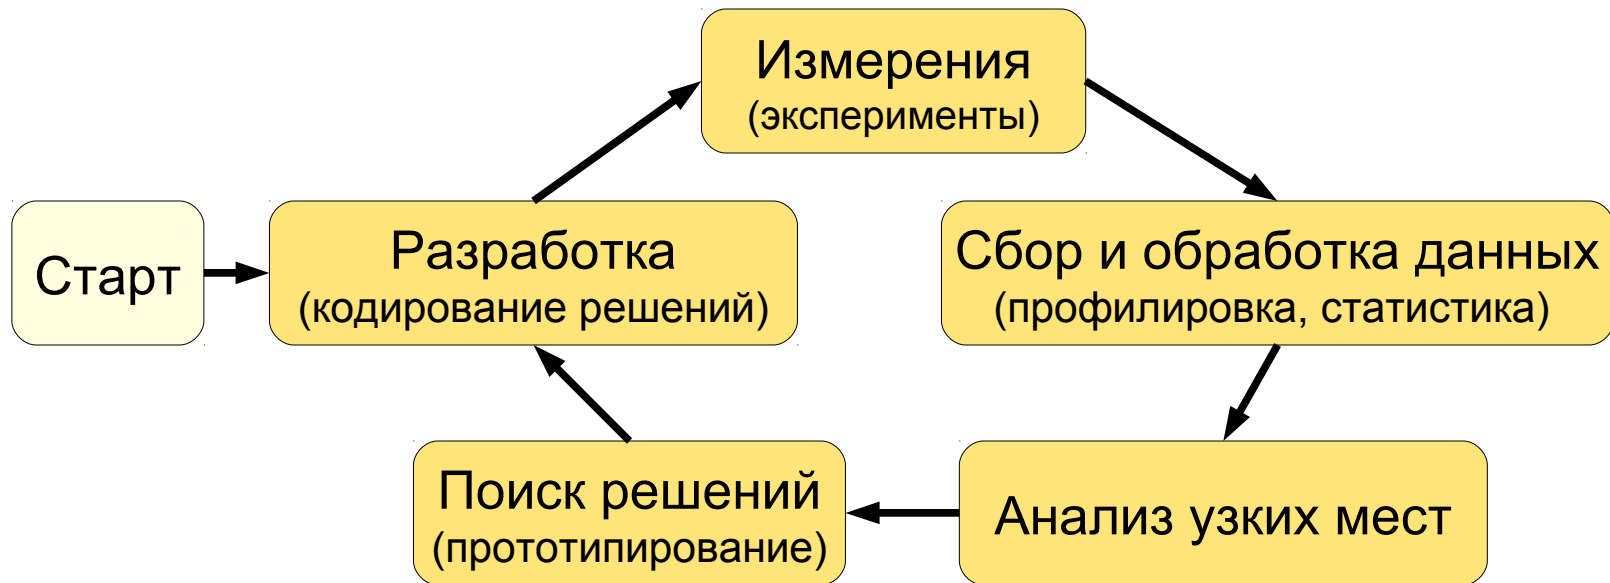 Измерения
(эксперименты)
Старт
Разработка
(кодирование решений)
Сбор и обработка данных
(профилировка, статистика)
Поиск решений
(прототипирование)
Анализ узких мест